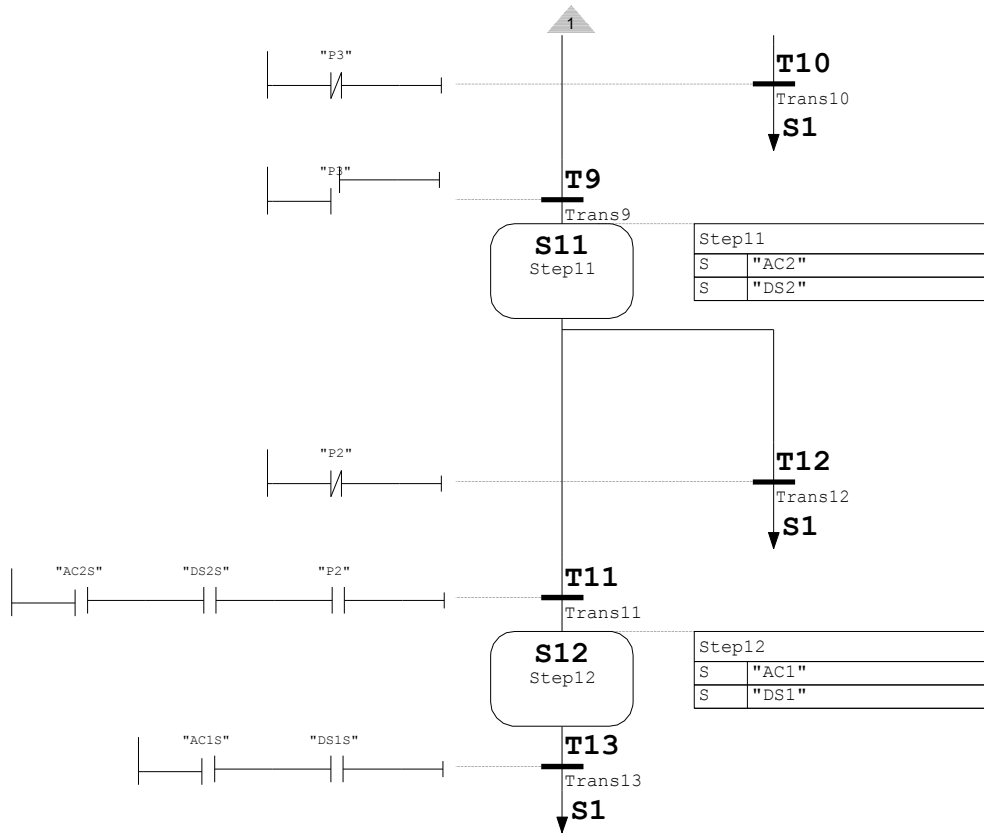 1
"P3"
T10
Trans10
S1
"P3"
T9
Trans9
S11
Step11
Step11
S "AC2"
S "DS2"
"P2"
T12
Trans12
S1
"AC2S" "DS2S" "P2"
T11
Trans11
S12
Step12
Step12
S "AC1"
S "DS1"
"AC1S" "DS1S"
T13
Trans13
S1